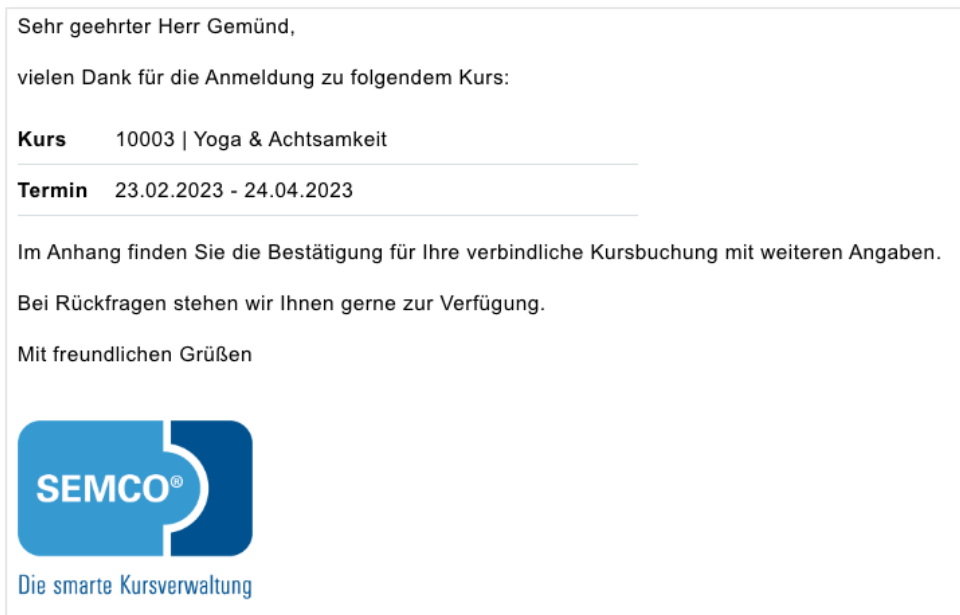 Sehr geehrter Herr Gemünd,
vielen Dank für die Anmeldung zu folgendem Kurs:
Kurs 10003 | Yoga & Achtsamkeit
Termin 23.02.2023 - 24.04.2023
Im Anhang finden Sie die Bestätigung für Ihre verbindliche Kursbuchung mit weiteren Angaben.
Bei Rückfragen stehen wir Ihnen gerne zur Verfügung.
Mit freundlichen Grüßen
SEMCO®
Die smarte Kursverwaltung